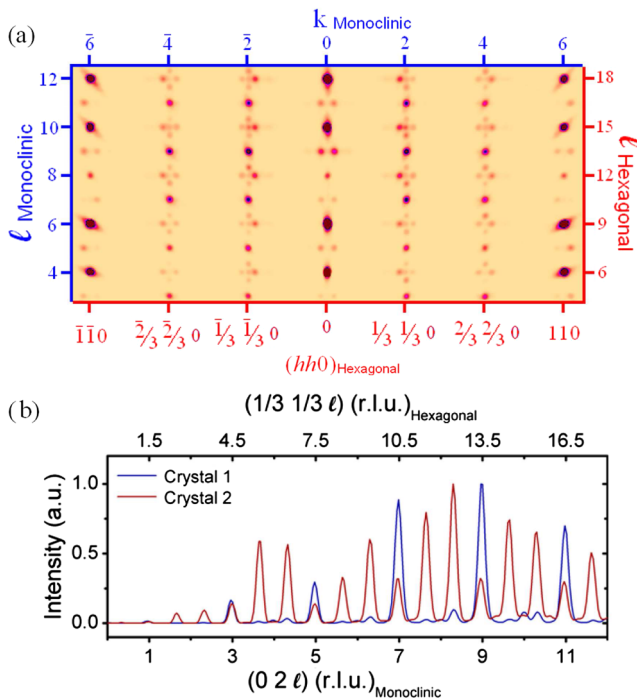 (a)
k Monoclinic
6̄ 4̄ 2̄ 0 2 4 6
12
10
8
6
4
ℓ Monoclinic
18
15
12
9
6
ℓ Hexagonal
1̄1̄0 2̄/3 2̄/3 0 1̄/3 1̄/3 0 0 1/3 1/3 0 2/3 2/3 0 110
(hh0)Hexagonal
(b)
(1/3 1/3 ℓ) (r.l.u.)Hexagonal
1.5 4.5 7.5 10.5 13.5 16.5
Crystal 1
Crystal 2
1.0
0.5
0.0
Intensity (a.u.)
1 3 5 7 9 11
(0 2 ℓ) (r.l.u.)Monoclinic